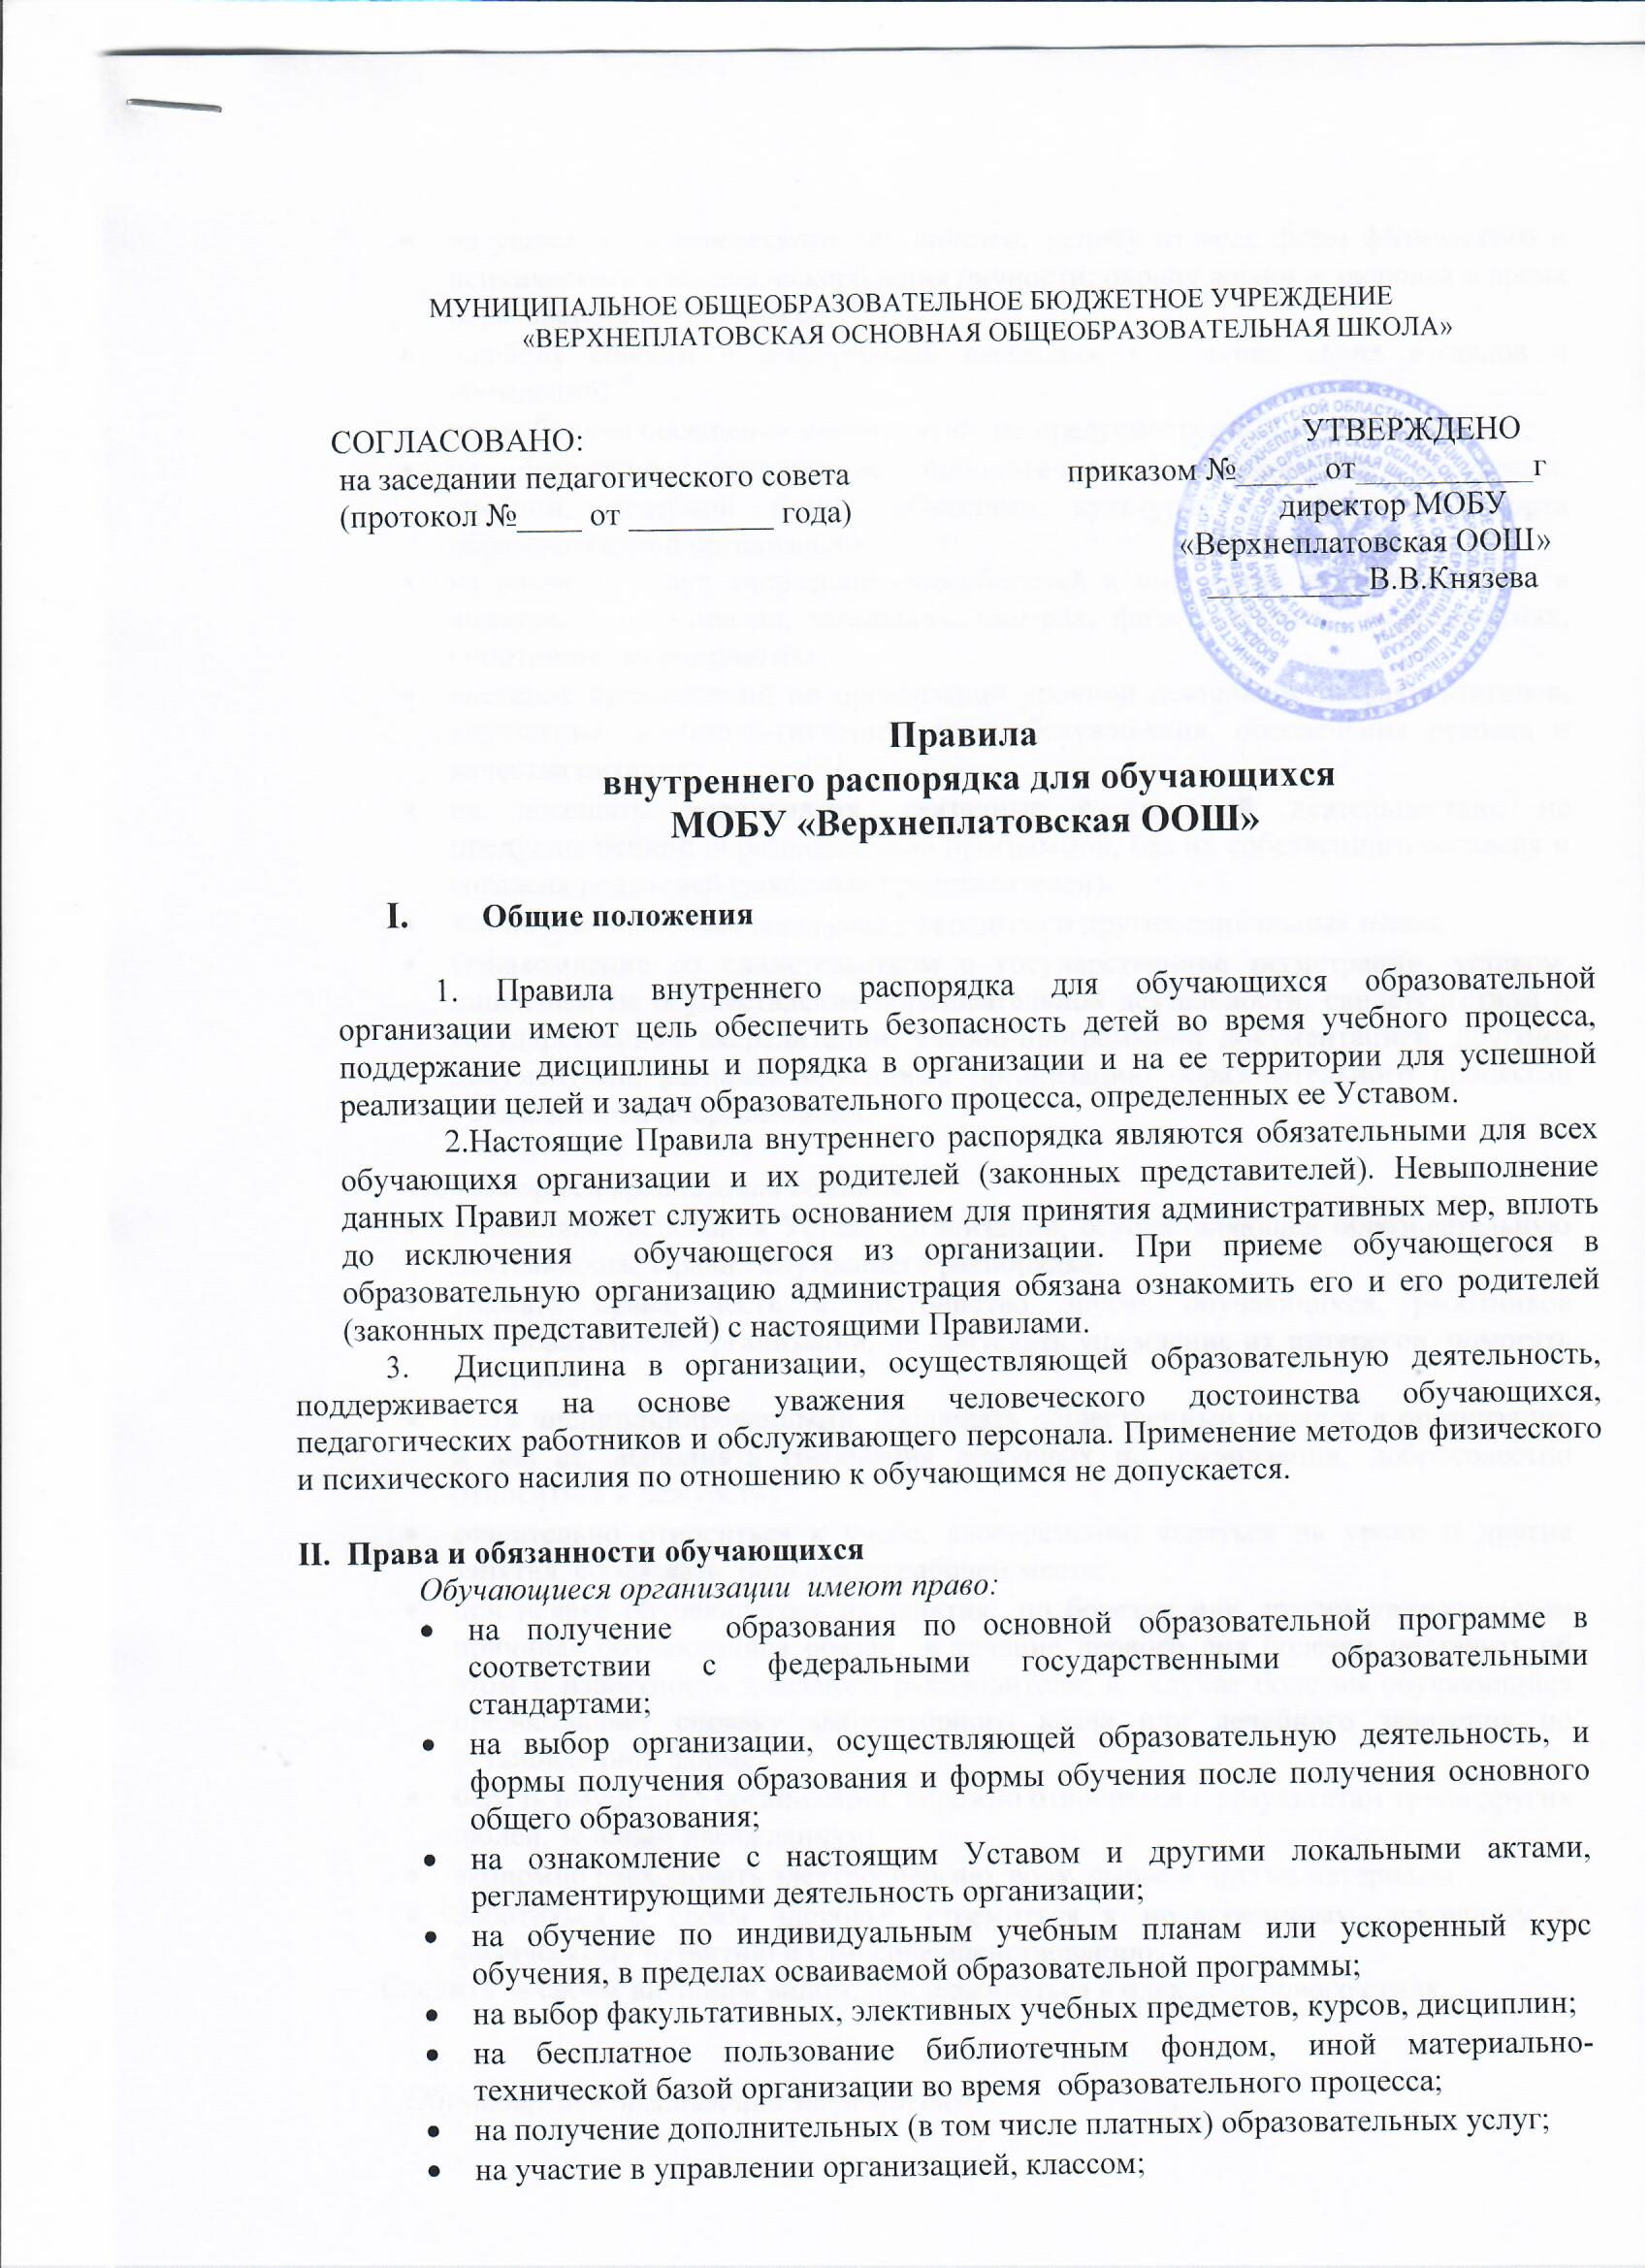 МУНИЦИПАЛЬНОЕ ОБЩЕОБРАЗОВАТЕЛЬНОЕ БЮДЖЕТНОЕ УЧРЕЖДЕНИЕ
«ВЕРХНЕПЛАТОВСКАЯ ОСНОВНАЯ ОБЩЕОБРАЗОВАТЕЛЬНАЯ ШКОЛА»
СОГЛАСОВАНО:
на заседании педагогического совета
(протокол №____ от _________ года)
УТВЕРЖДЕНО
приказом №_____ от ___________г
директор МОБУ
«Верхнеплатовская ООШ»
__________В.В.Князева
Правила
внутреннего распорядка для обучающихся
МОБУ «Верхнеплатовская ООШ»
I. Общие положения
1. Правила внутреннего распорядка для обучающихся образовательной
организации имеют цель обеспечить безопасность детей во время учебного процесса,
поддержание дисциплины и порядка в организации и на ее территории для успешной
реализации целей и задач образовательного процесса, определенных ее Уставом.
2.Настоящие Правила внутреннего распорядка являются обязательными для всех
обучающихя организации и их родителей (законных представителей). Невыполнение
данных Правил может служить основанием для принятия административных мер, вплоть
до исключения обучающегося из организации. При приеме обучающегося в
образовательную организацию администрация обязана ознакомить его и его родителей
(законных представителей) с настоящими Правилами.
3. Дисциплина в организации, осуществляющей образовательную деятельность,
поддерживается на основе уважения человеческого достоинства обучающихся,
педагогических работников и обслуживающего персонала. Применение методов физического
и психического насилия по отношению к обучающимся не допускается.
II. Права и обязанности обучающихся
Обучающиеся организации имеют право:
• на получение образования по основной образовательной программе в
соответствии с федеральными государственными образовательными
стандартами;
• на выбор организации, осуществляющей образовательную деятельность, и
формы получения образования и формы обучения после получения основного
общего образования;
• на ознакомление с настоящим Уставом и другими локальными актами,
регламентирующими деятельность организации;
• на обучение по индивидуальным учебным планам или ускоренный курс
обучения, в пределах осваиваемой образовательной программы;
• на выбор факультативных, элективных учебных предметов, курсов, дисциплин;
• на бесплатное пользование библиотечным фондом, иной материально-
технической базой организации во время образовательного процесса;
• на получение дополнительных (в том числе платных) образовательных услуг;
• на участие в управлении организацией, классом;